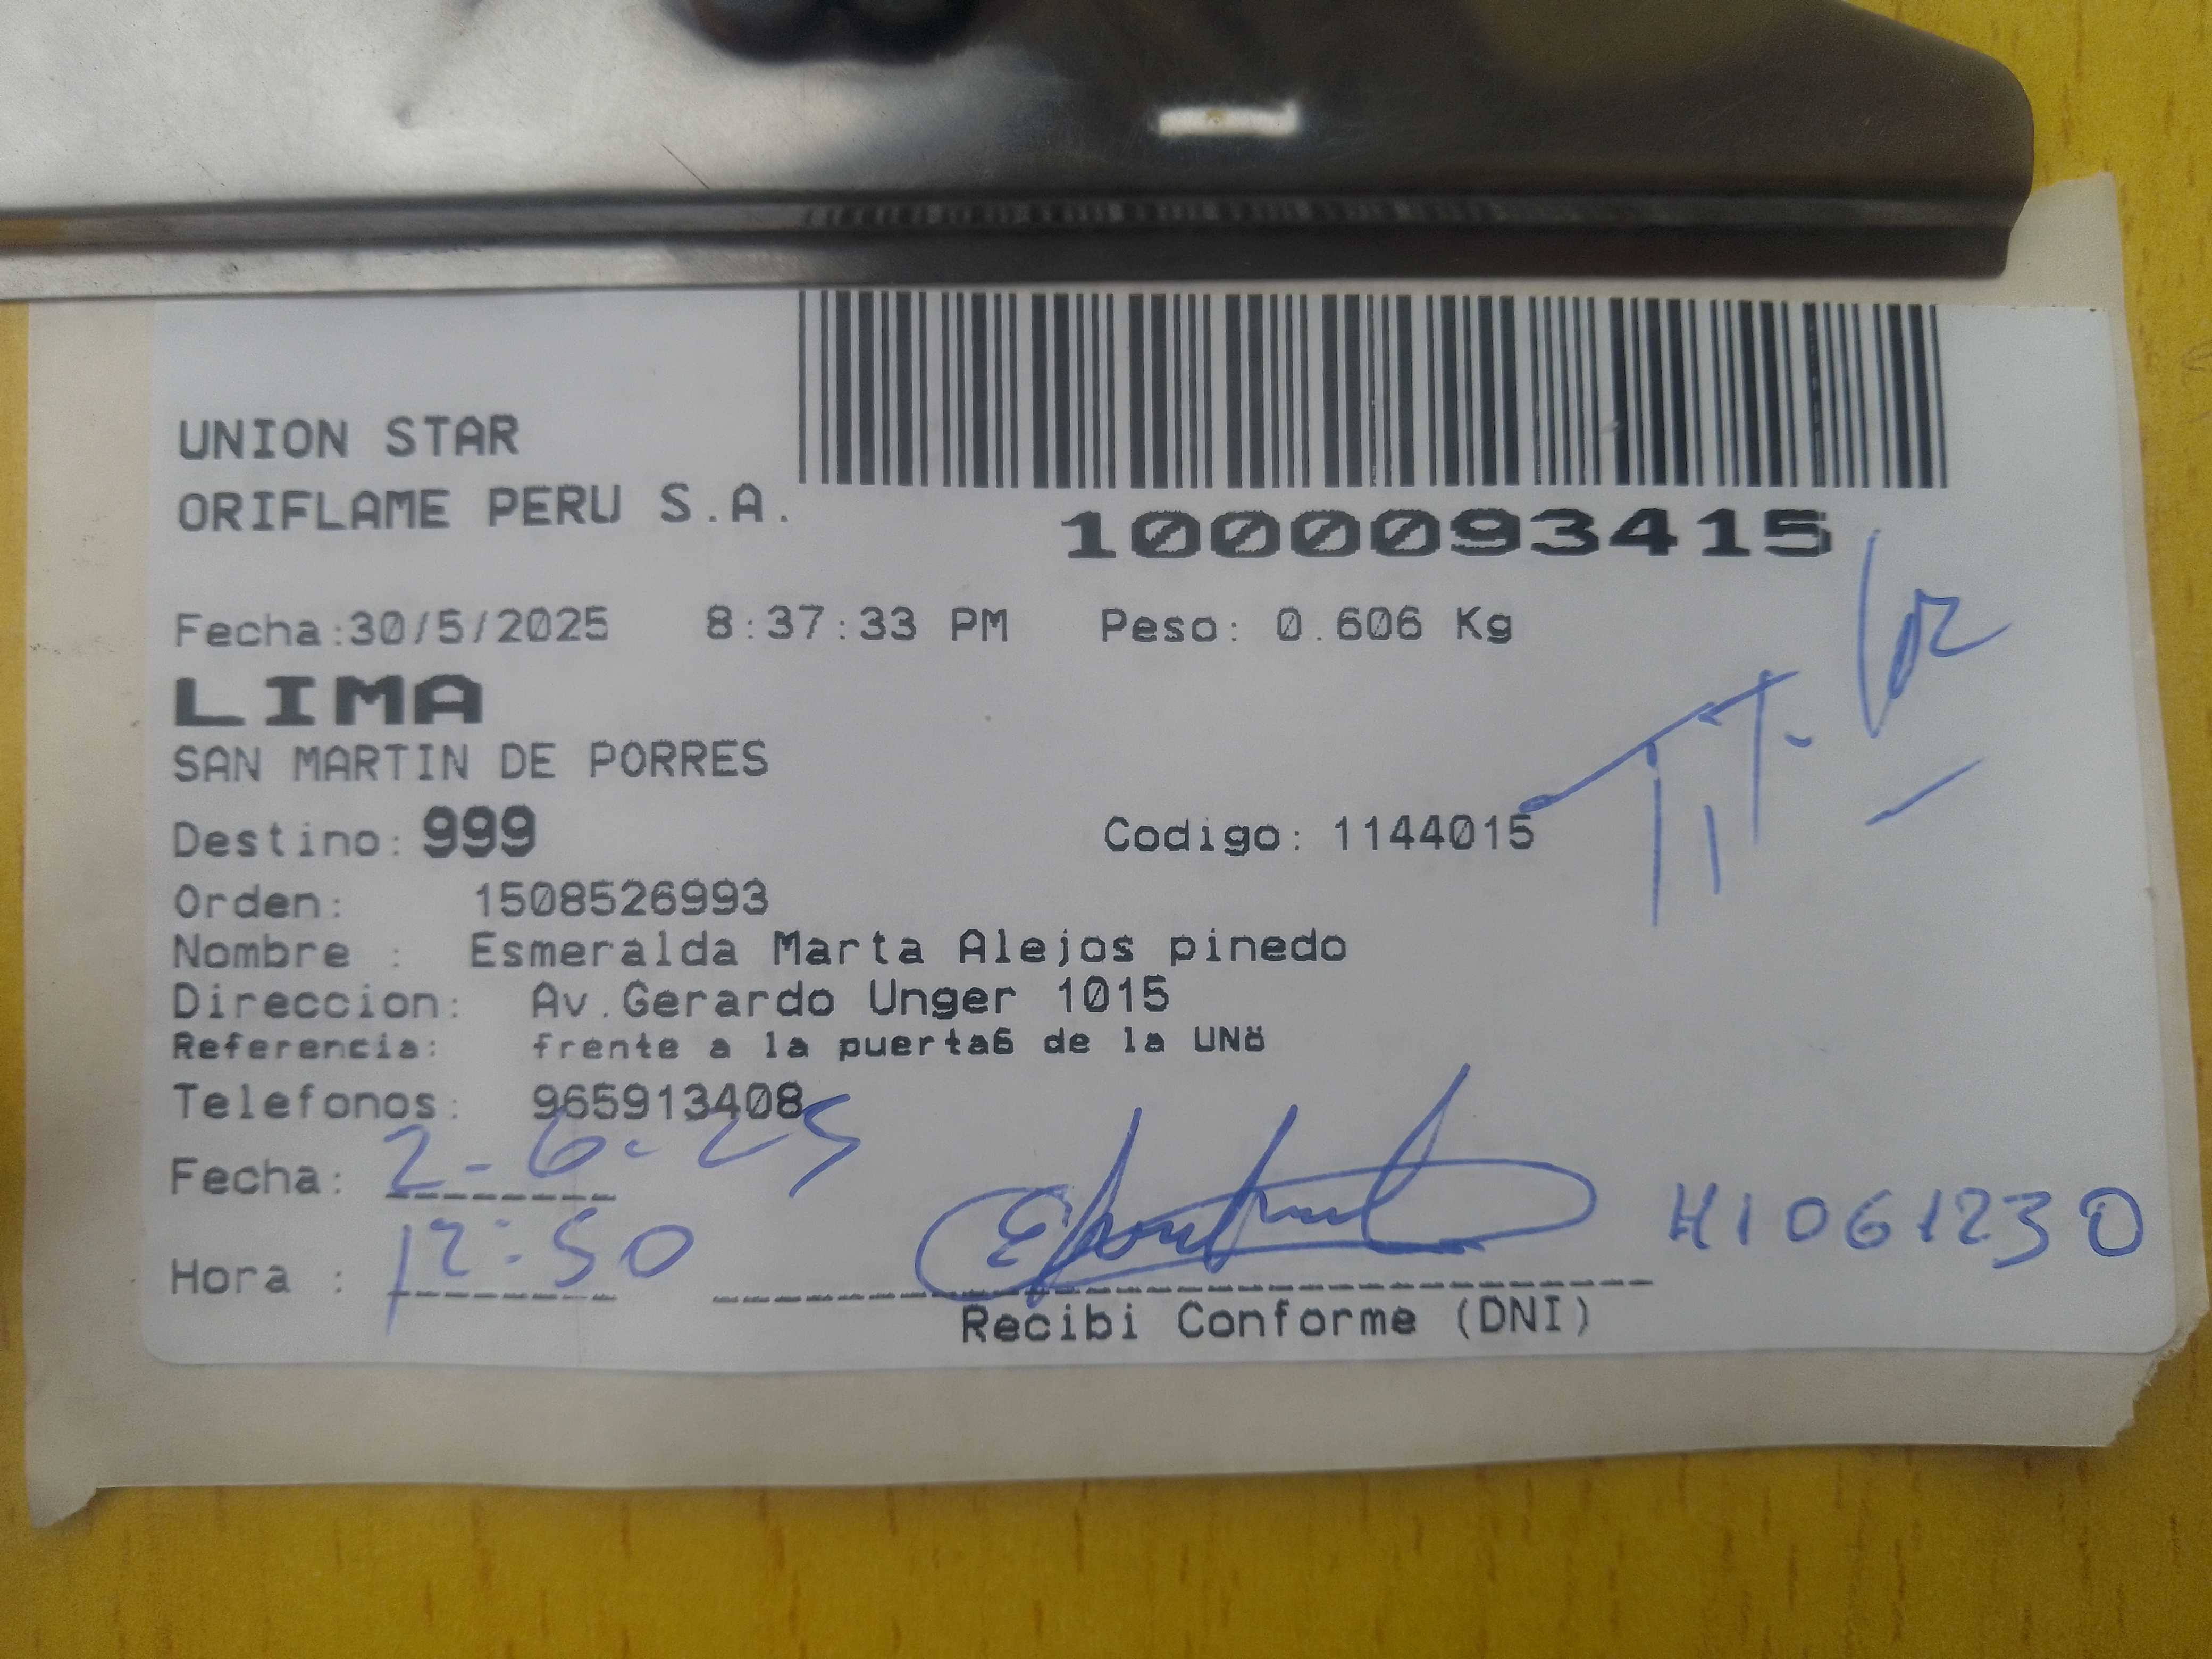 UNION STAR
ORIFLAME PERU S.A.
1000093415
Fecha:30/5/2025 8:37:33 PM Peso: 0.606 Kg
LIMA
SAN MARTIN DE PORRES
Destino: 999 Codigo: 1144015
Orden: 1508526993
Nombre : Esmeralda Marta Alejos pinedo
Direccion: Av.Gerardo Unger 1015
Referencia: frente a la puerta6 de la UNö
Telefonos: 965913408
Fecha: 2-6-25
Hora : 12:50 41061230
Recibi Conforme (DNI)